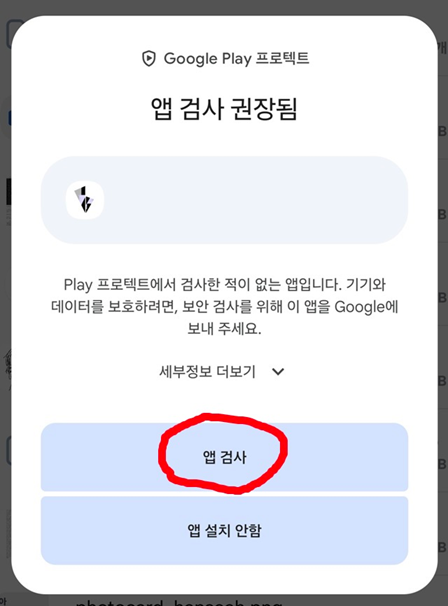 Google Play 프로텍트
앱 검사 권장됨
Play 프로텍트에서 검사한 적이 없는 앱입니다. 기기와
데이터를 보호하려면, 보안 검사를 위해 이 앱을 Google에
보내 주세요.
세부정보 더보기
앱 검사
앱 설치 안함